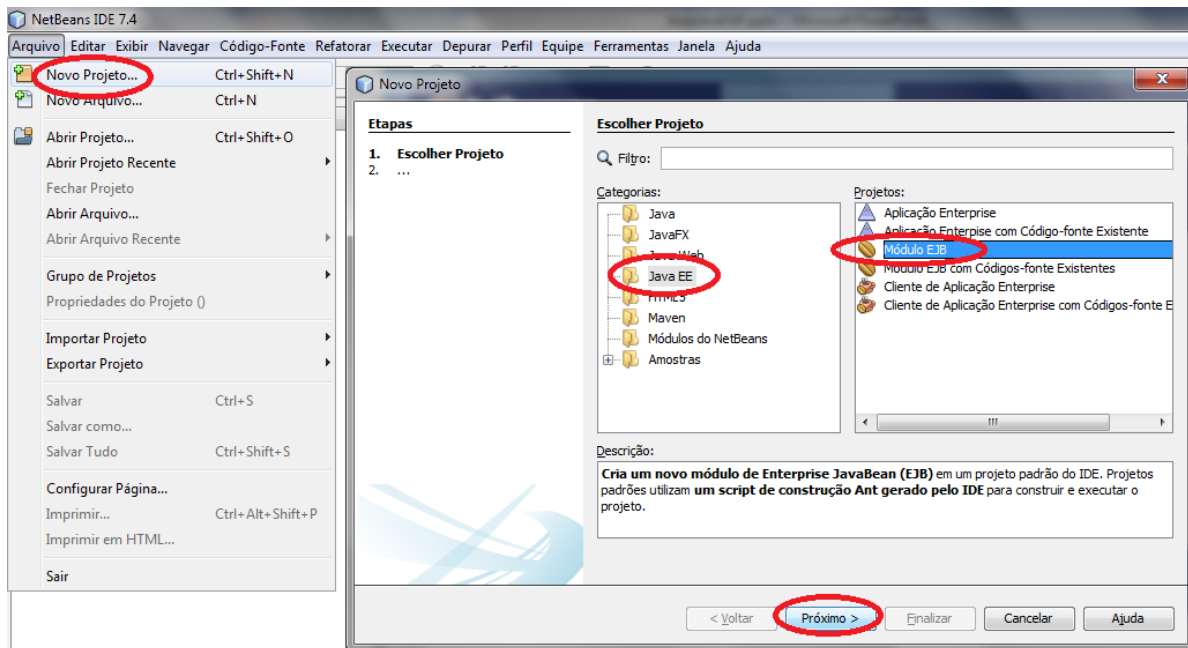 NetBeans IDE 7.4
Arquivo Editar Exibir Navegar Código-Fonte Refatorar Executar Depurar Perfil Equipe Ferramentas Janela Ajuda
Novo Projeto... Ctrl+Shift+N
Novo Arquivo... Ctrl+N
Abrir Projeto... Ctrl+Shift+O
Abrir Projeto Recente
Fechar Projeto
Abrir Arquivo...
Abrir Arquivo Recente
Grupo de Projetos
Propriedades do Projeto ()
Importar Projeto
Exportar Projeto
Salvar Ctrl+S
Salvar como...
Salvar Tudo Ctrl+Shift+S
Configurar Página...
Imprimir... Ctrl+Alt+Shift+P
Imprimir em HTML...
Sair
Novo Projeto
Etapas
1. Escolher Projeto
2. ...
Escolher Projeto
Filtro:
Categorias:
Java
JavaFX
Java Web
Java EE
HTML5
Maven
Módulos do NetBeans
Amostras
Projetos:
Aplicação Enterprise
Aplicação Enterpise com Código-fonte Existente
Módulo EJB
Módulo EJB com Códigos-fonte Existentes
Cliente de Aplicação Enterprise
Cliente de Aplicação Enterprise com Códigos-fonte E
Descrição:
Cria um novo módulo de Enterprise JavaBean (EJB) em um projeto padrão do IDE. Projetos
padrões utilizam um script de construção Ant gerado pelo IDE para construir e executar o
projeto.
< Voltar Próximo > Finalizar Cancelar Ajuda